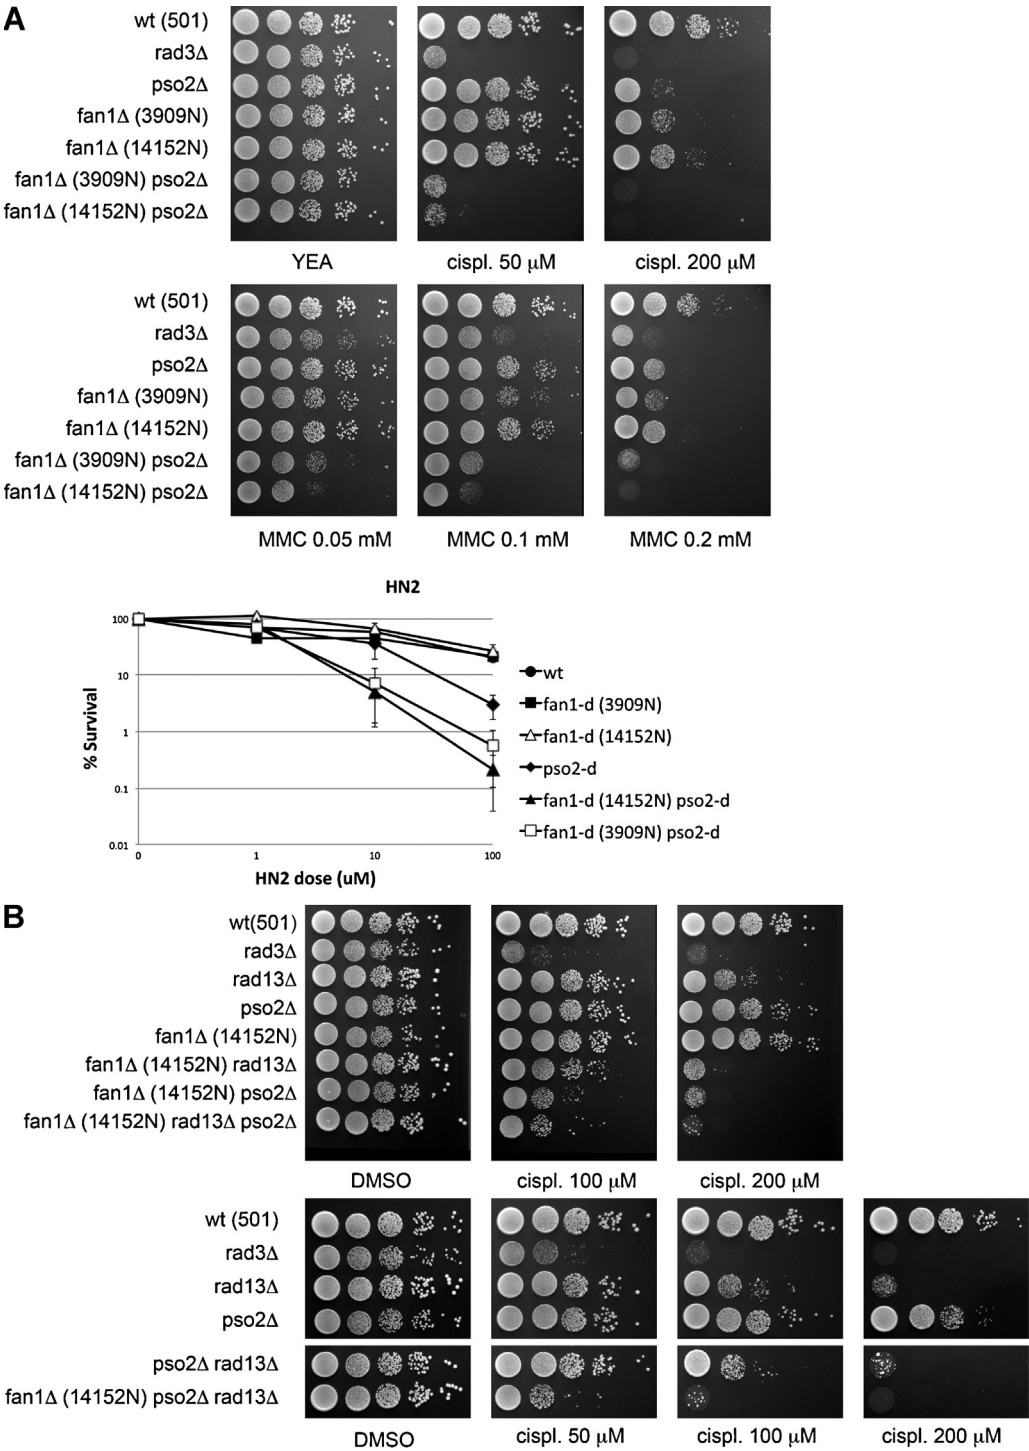 A
wt (501)
rad3Δ
pso2Δ
fan1Δ (3909N)
fan1Δ (14152N)
fan1Δ (3909N) pso2Δ
fan1Δ (14152N) pso2Δ
YEA cispl. 50 μM cispl. 200 μM
wt (501)
rad3Δ
pso2Δ
fan1Δ (3909N)
fan1Δ (14152N)
fan1Δ (3909N) pso2Δ
fan1Δ (14152N) pso2Δ
MMC 0.05 mM MMC 0.1 mM MMC 0.2 mM
HN2
% Survival
100
10
1
0.1
0.01
0 1 10 100
HN2 dose (uM)
wt
fan1-d (3909N)
fan1-d (14152N)
pso2-d
fan1-d (14152N) pso2-d
fan1-d (3909N) pso2-d
B
wt(501)
rad3Δ
rad13Δ
pso2Δ
fan1Δ (14152N)
fan1Δ (14152N) rad13Δ
fan1Δ (14152N) pso2Δ
fan1Δ (14152N) rad13Δ pso2Δ
DMSO cispl. 100 μM cispl. 200 μM
wt (501)
rad3Δ
rad13Δ
pso2Δ
pso2Δ rad13Δ
fan1Δ (14152N) pso2Δ rad13Δ
DMSO cispl. 50 μM cispl. 100 μM cispl. 200 μM